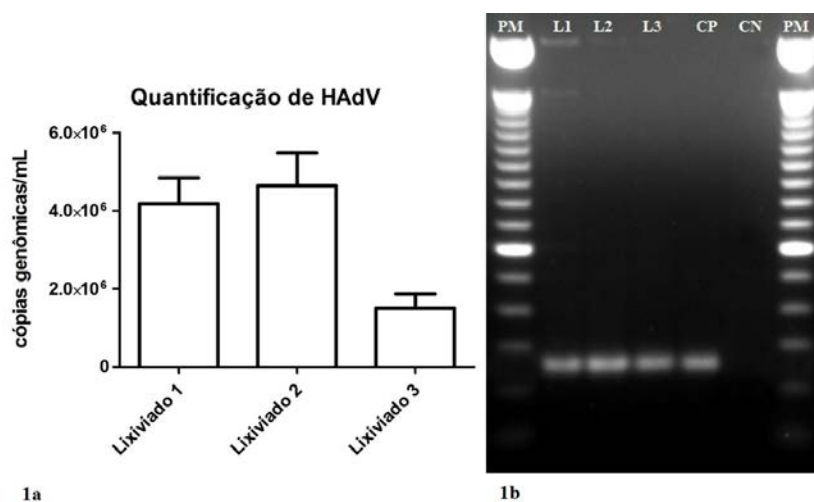 Quantificação de HAdV
cópias genômicas/mL
6.0×10⁶
4.0×10⁶
2.0×10⁶
0
Lixiviado 1
Lixiviado 2
Lixiviado 3
1a
PM L1 L2 L3 CP CN PM
1b